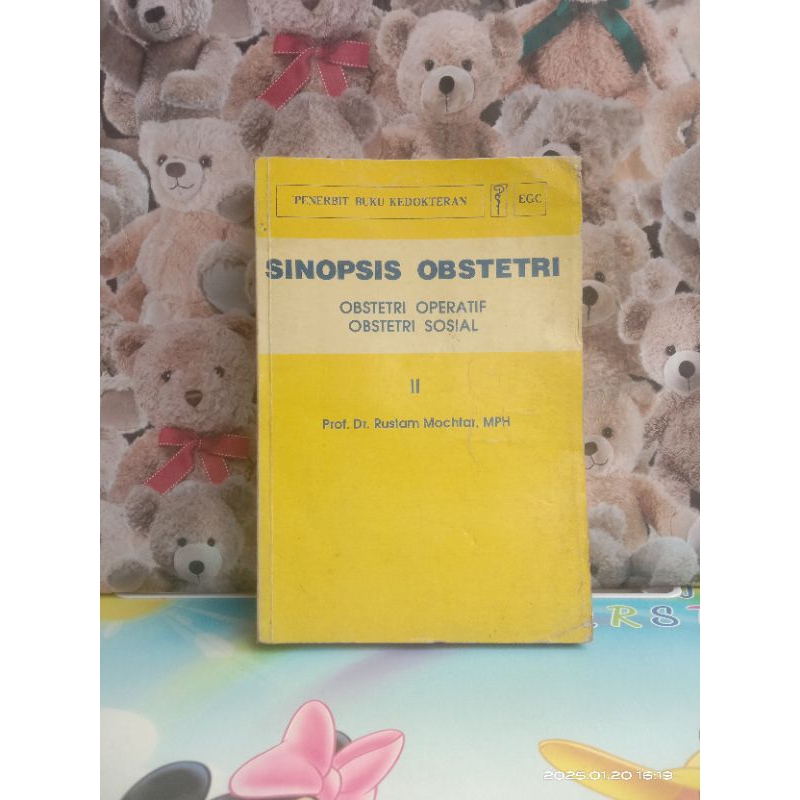 PENERBIT BUKU KEDOKTERAN EGC
SINOPSIS OBSTETRI
OBSTETRI OPERATIF
OBSTETRI SOSIAL
II
Prof. Dr. Rustam Mochtar, MPH
2025.01.20 16:19